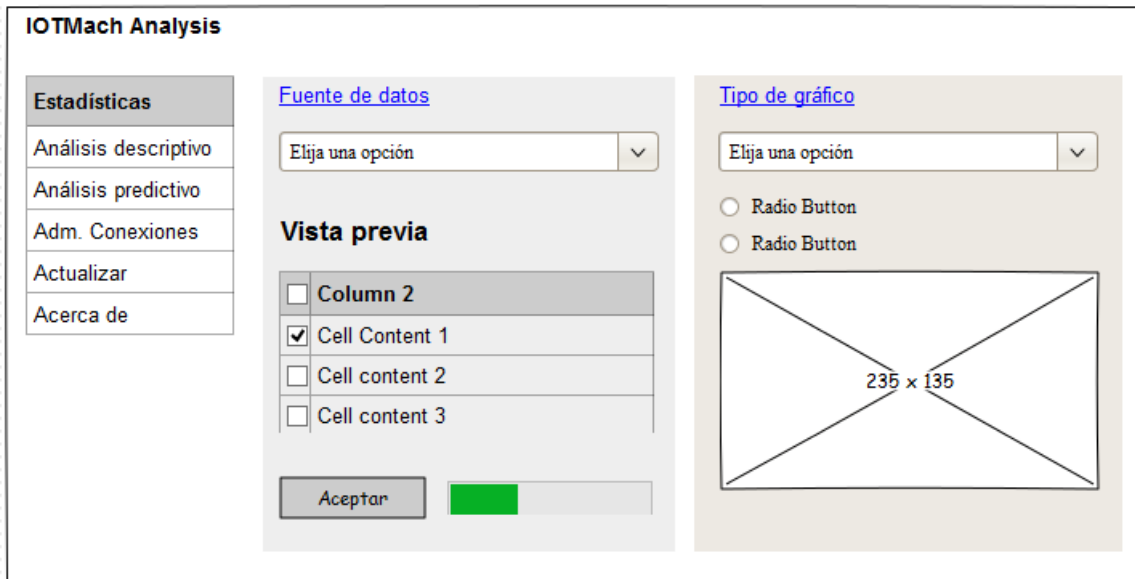 IOTMach Analysis
Estadísticas
Análisis descriptivo
Análisis predictivo
Adm. Conexiones
Actualizar
Acerca de
Fuente de datos
Elija una opción
Vista previa
Column 2
Cell Content 1
Cell content 2
Cell content 3
Aceptar
Tipo de gráfico
Elija una opción
Radio Button
Radio Button
235 x 135